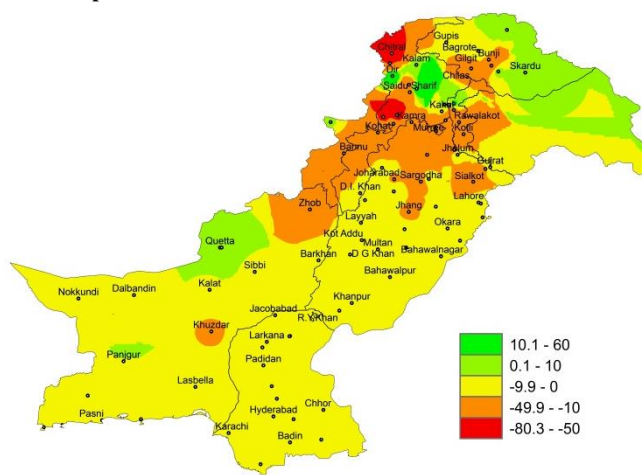 Gupis
Chitral
Bagrote
Bunji
Kalam
Gilgit
Skardu
Dir
Chilas
Saidu Sharif
Kakul
Kamra
Rawalakot
Kohat
Murree
Kotli
Bannu
Jhelum
Gujrat
Joharabad
Sargodha
Sialkot
D.I. Khan
Zhob
Jhang
Lahore
Layyah
Okara
Quetta
Kot Addu
Multan
Barkhan
D G Khan
Bahawalnagar
Sibbi
Bahawalpur
Nokkundi
Dalbandin
Kalat
Khanpur
Jacobabad
R.Y.Khan
Khuzdar
Larkana
10.1 - 60
Panjgur
Padidan
0.1 - 10
-9.9 - 0
Lasbella
-49.9 - -10
Pasni
Hyderabad
Chhor
-80.3 - -50
Karachi
Badin